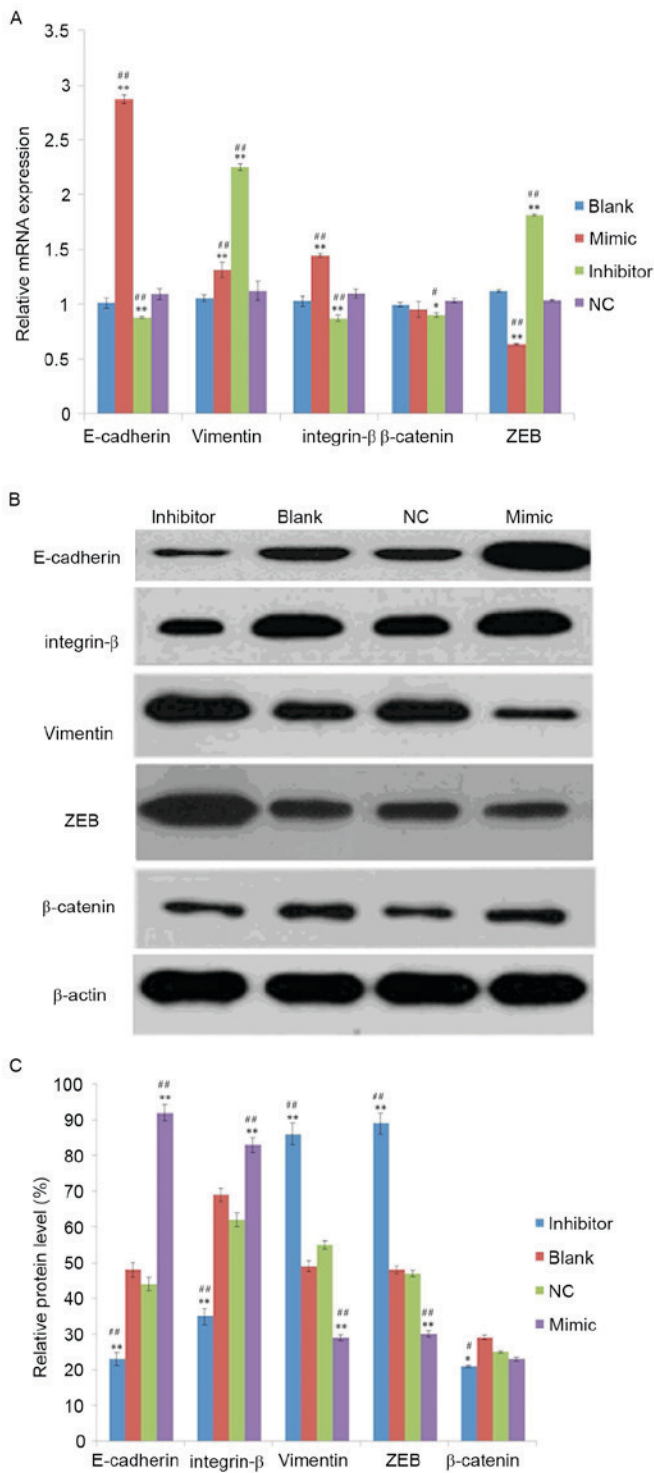 A
Relative mRNA expression
3.5
3
2.5
2
1.5
1
0.5
0
##
**
##
**
##
**
##
**
##
**
##
**
#
*
##
**
##
**
E-cadherin Vimentin integrin-β β-catenin ZEB
Blank
Mimic
Inhibitor
NC
B
Inhibitor Blank NC Mimic
E-cadherin
integrin-β
Vimentin
ZEB
β-catenin
β-actin
C
Relative protein level (%)
100
90
80
70
60
50
40
30
20
10
0
##
**
##
**
##
**
##
**
##
**
##
**
##
**
##
**
#
*
E-cadherin integrin-β Vimentin ZEB β-catenin
Inhibitor
Blank
NC
Mimic